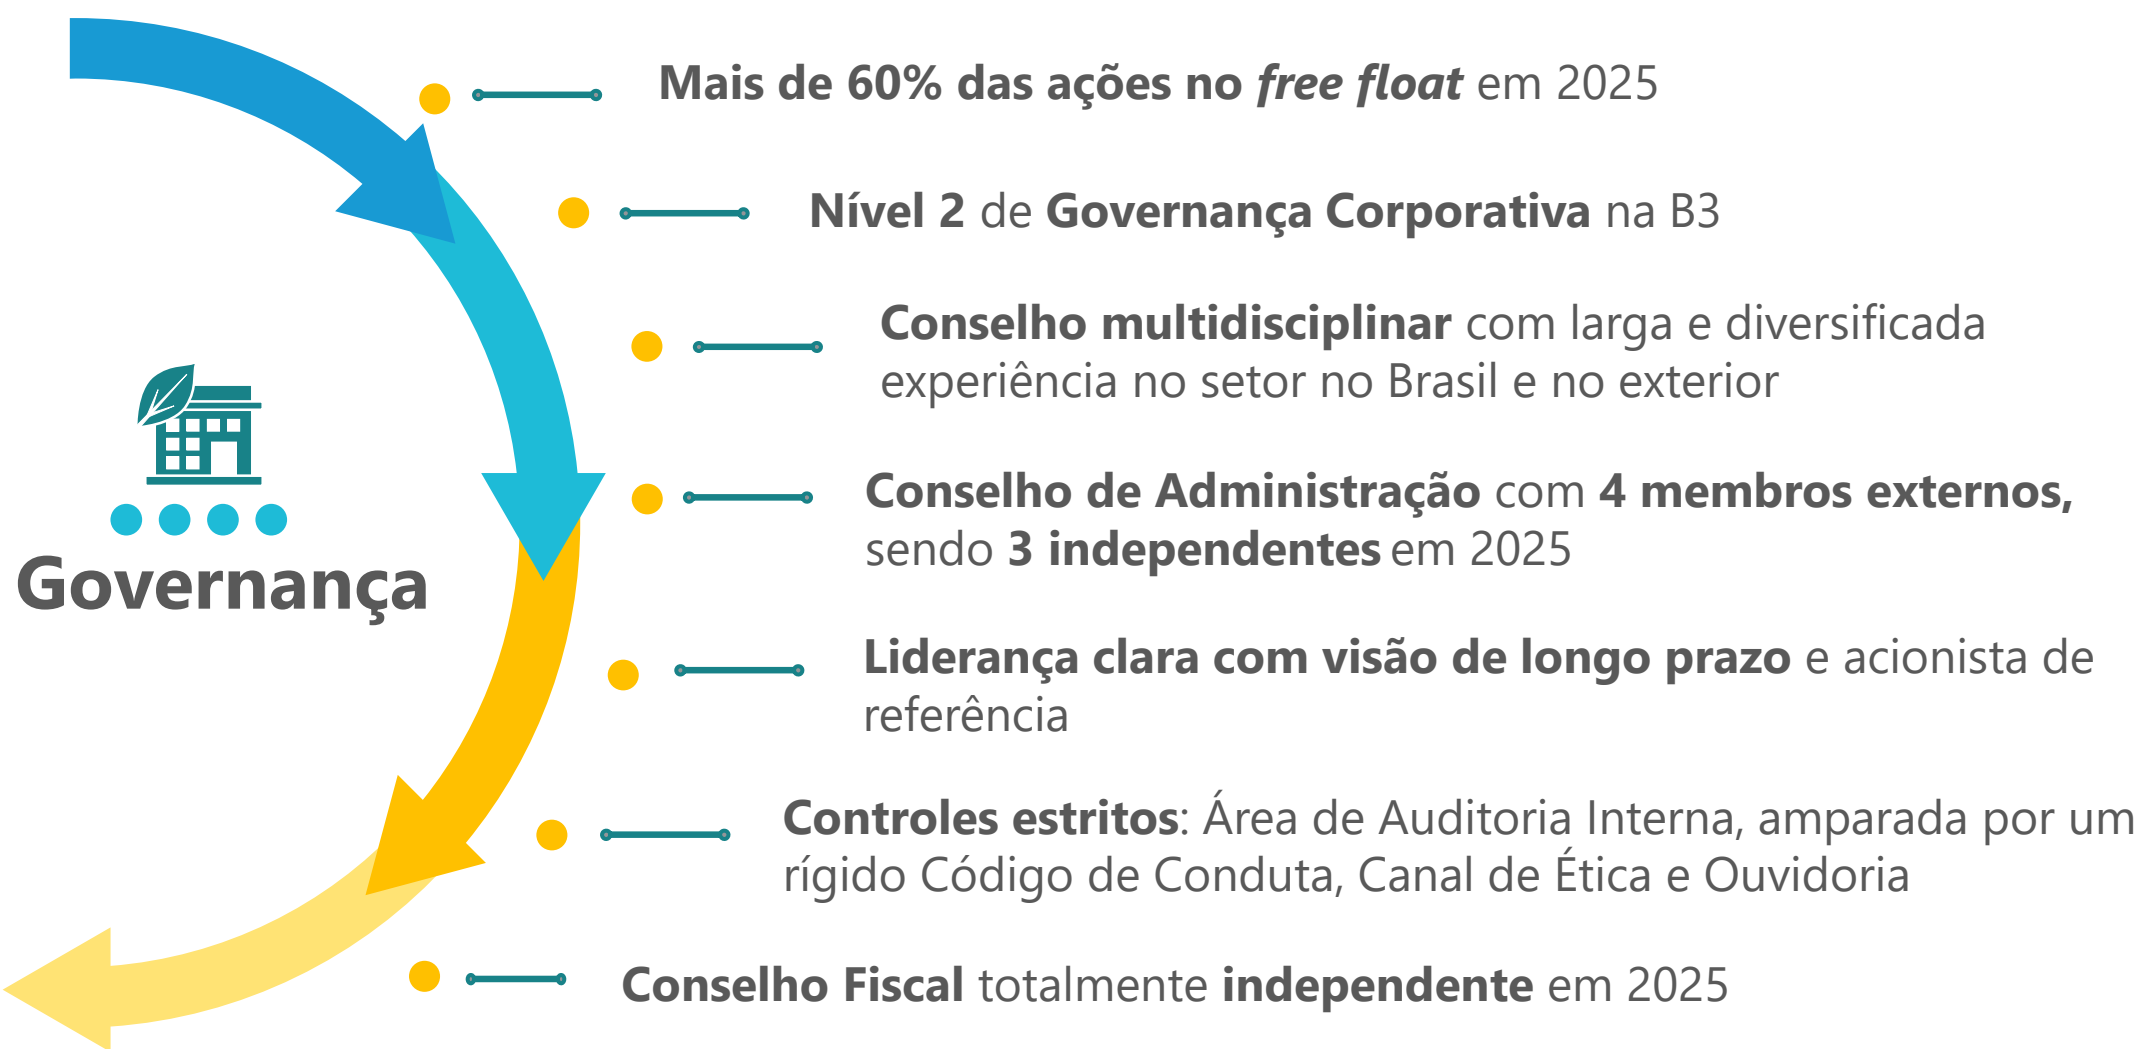 Mais de 60% das ações no free float em 2025
Nível 2 de Governança Corporativa na B3
Conselho multidisciplinar com larga e diversificada
experiência no setor no Brasil e no exterior
Conselho de Administração com 4 membros externos,
sendo 3 independentes em 2025
Governança
Liderança clara com visão de longo prazo e acionista de
referência
Controles estritos: Área de Auditoria Interna, amparada por um
rígido Código de Conduta, Canal de Ética e Ouvidoria
Conselho Fiscal totalmente independente em 2025